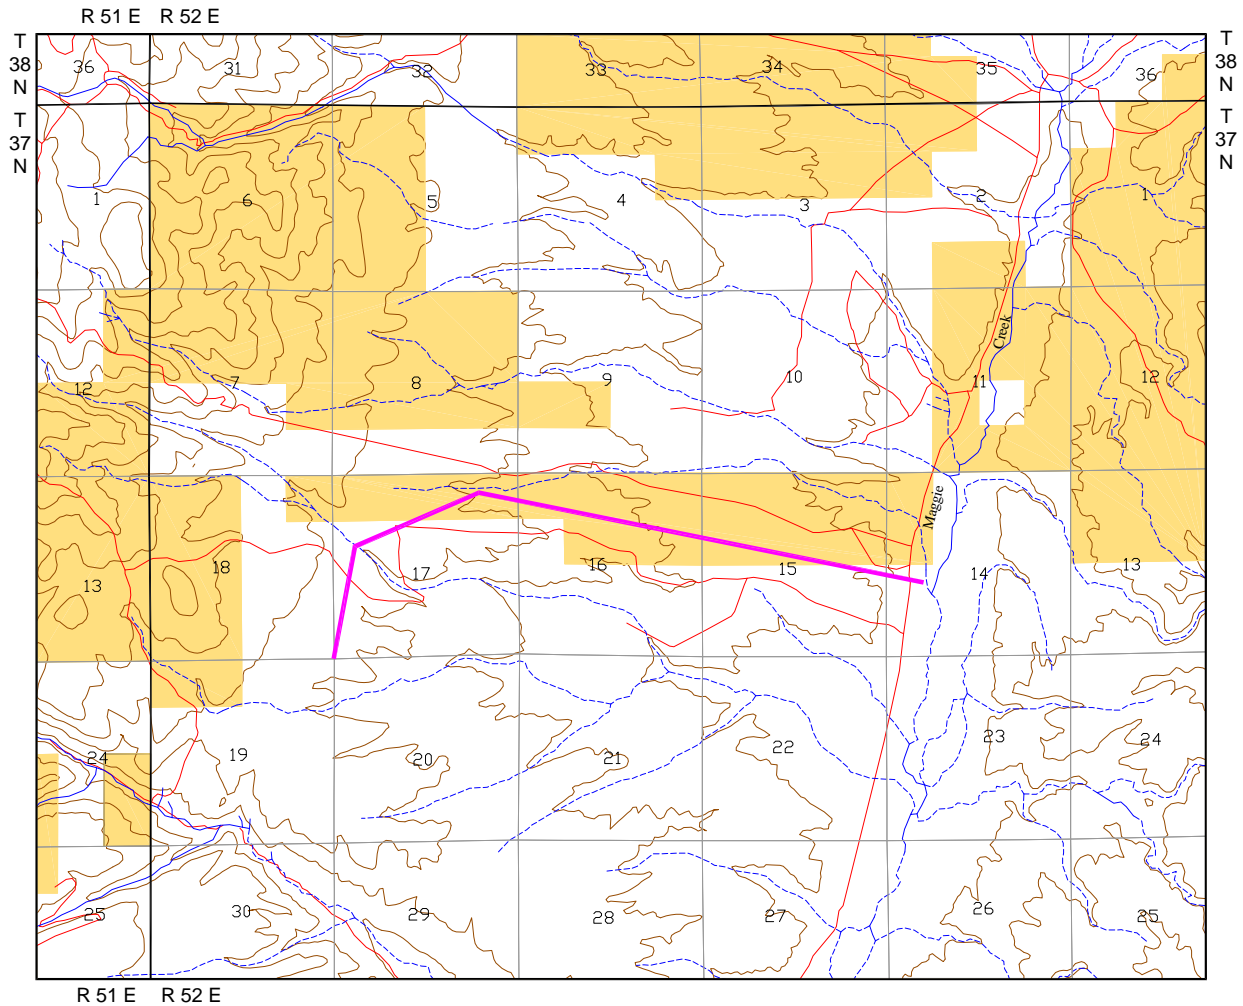 R 51 E R 52 E
T
38
N
T
37
N
T
38
N
T
37
N
36 31 32 33 34 35 36
1 6 5 4 3 2 1
12 7 8 9 10 11 12
13 18 17 16 15 14 13
24 19 20 21 22 23 24
25 30 29 28 27 26 25
Maggie Creek
R 51 E R 52 E